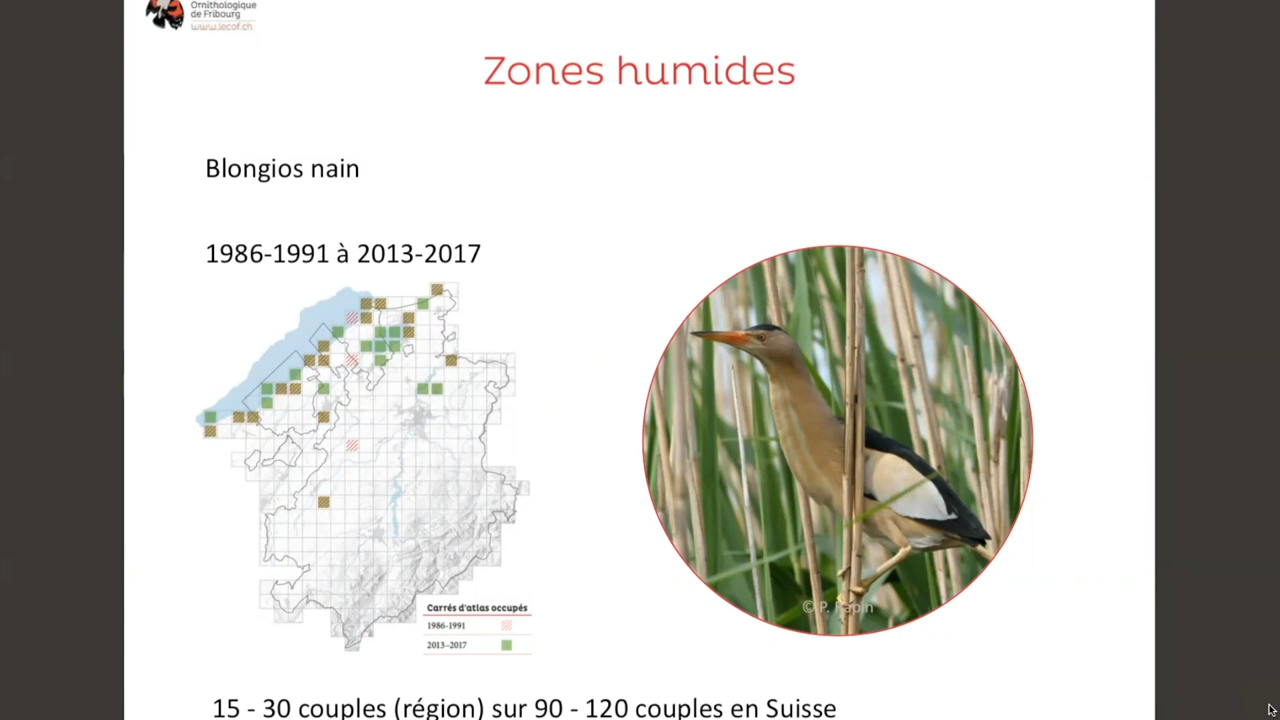 Ornithologique
de Fribourg
www.lecof.ch
Zones humides
Blongios nain
1986-1991 à 2013-2017
Carrés d'atlas occupés
1986-1991
2013-2017
© P. Rapin
15 - 30 couples (région) sur 90 - 120 couples en Suisse